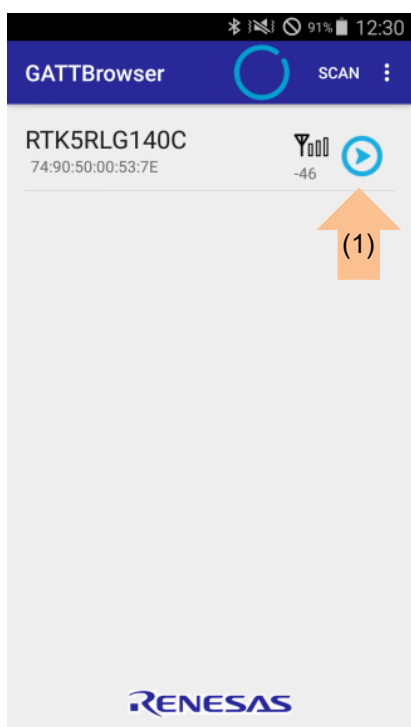 91% 12:30
GATTBrowser SCAN
RTK5RLG140C
74:90:50:00:53:7E
-46
(1)
RENESAS